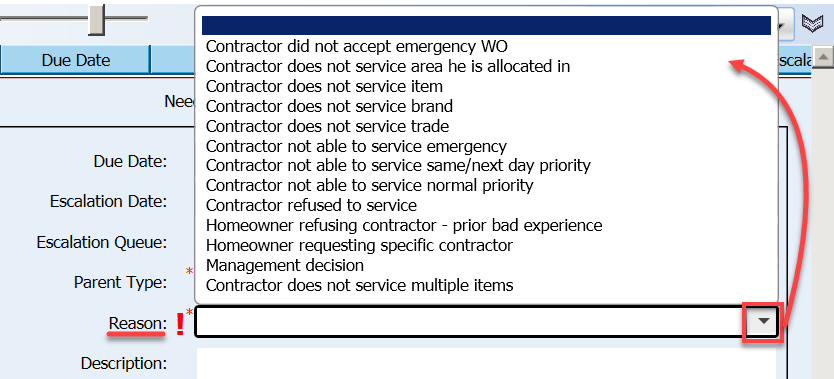 Due Date
Escala
Nee
Contractor did not accept emergency WO
Contractor does not service area he is allocated in
Contractor does not service item
Contractor does not service brand
Contractor does not service trade
Contractor not able to service emergency
Contractor not able to service same/next day priority
Contractor not able to service normal priority
Contractor refused to service
Homeowner refusing contractor - prior bad experience
Homeowner requesting specific contractor
Management decision
Contractor does not service multiple items
Due Date:
Escalation Date:
Escalation Queue:
Parent Type: *
Reason: ! *
Description: